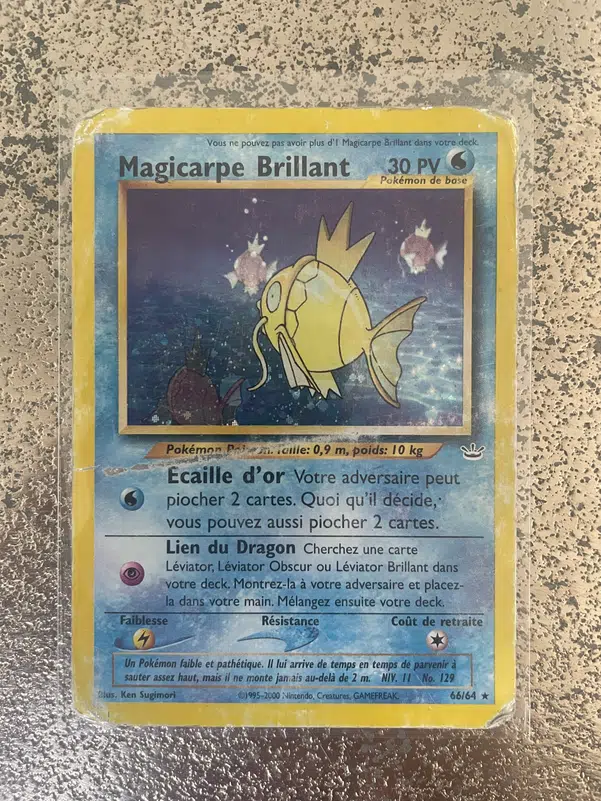 Vous ne pouvez pas avoir plus d'1 Magicarpe Brillant dans votre deck.
Magicarpe Brillant 30 PV
Pokémon de base
Pokémon taille: 0,9 m, poids: 10 kg
Ecaille d'or Votre adversaire peut
piocher 2 cartes. Quoi qu'il décide,
vous pouvez aussi piocher 2 cartes.
Lien du Dragon Cherchez une carte
Léviator, Léviator Obscur ou Léviator Brillant dans
votre deck. Montrez-la à votre adversaire et placez-
la dans votre main. Mélangez ensuite votre deck.
Faiblesse Résistance Coût de retraite
Un Pokémon faible et pathétique. Il lui arrive de temps en temps de parvenir à
sauter assez haut, mais il ne monte jamais au-delà de 2 m. NIV. 11 No. 129
Illus. Ken Sugimori ©1995-2000 Nintendo, Creatures, GAMEFREAK. 66/64 ★